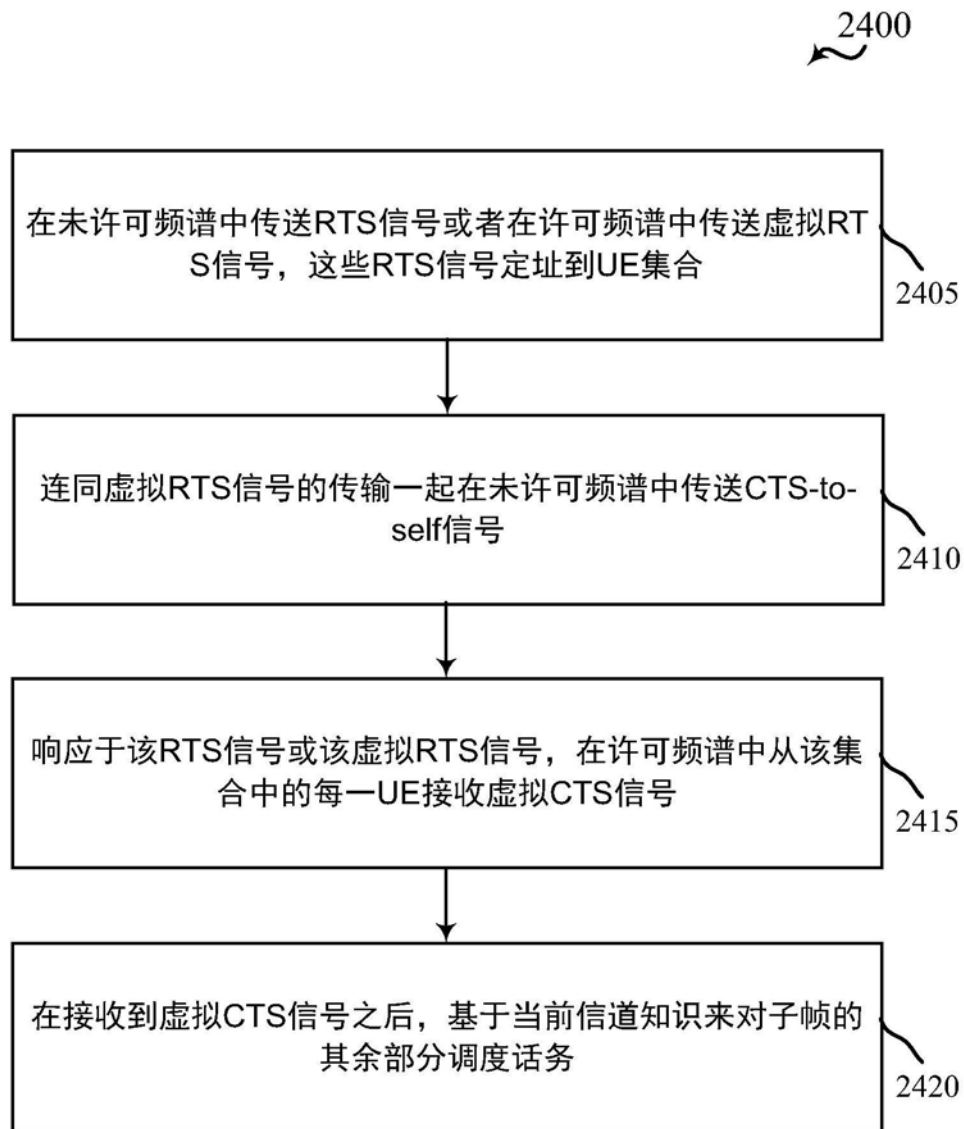 2400
在未许可频谱中传送RTS信号或者在许可频谱中传送虚拟RT
S信号，这些RTS信号定址到UE集合
2405
连同虚拟RTS信号的传输一起在未许可频谱中传送CTS-to-
self信号
2410
响应于该RTS信号或该虚拟RTS信号，在许可频谱中从该集
合中的每一UE接收虚拟CTS信号
2415
在接收到虚拟CTS信号之后，基于当前信道知识来对子帧的
其余部分调度话务
2420